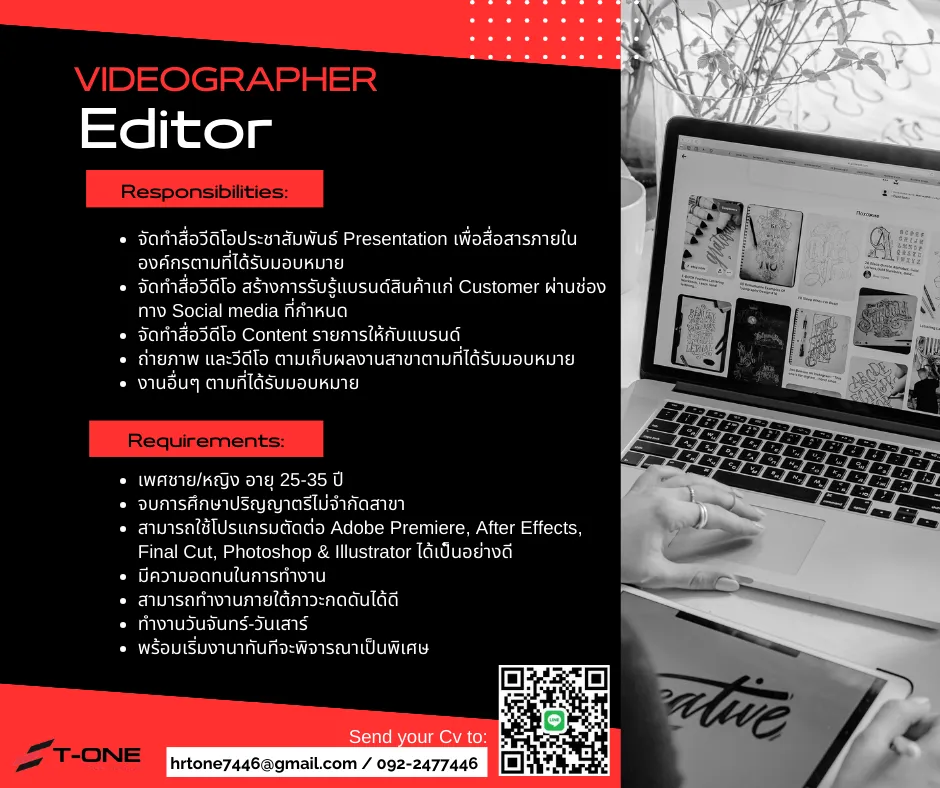 VIDEOGRAPHER
Editor
Responsibilities:
• จัดทำสื่อวีดิโอประชาสัมพันธ์ Presentation เพื่อสื่อสารภายใน
องค์กรตามที่ได้รับมอบหมาย
• จัดทำสื่อวีดีโอ สร้างการรับรู้แบรนด์สินค้าแก่ Customer ผ่านช่อง
ทาง Social media ที่กำหนด
• จัดทำสื่อวีดีโอ Content รายการให้กับแบรนด์
• ถ่ายภาพ และวีดีโอ ตามเก็บผลงานสาขาตามที่ได้รับมอบหมาย
• งานอื่นๆ ตามที่ได้รับมอบหมาย
Requirements:
• เพศชาย/หญิง อายุ 25-35 ปี
• จบการศึกษาปริญญาตรีไม่จำกัดสาขา
• สามารถใช้โปรแกรมตัดต่อ Adobe Premiere, After Effects,
Final Cut, Photoshop & Illustrator ได้เป็นอย่างดี
• มีความอดทนในการทำงาน
• สามารถทำงานภายใต้ภาวะกดดันได้ดี
• ทำงานวันจันทร์-วันเสาร์
• พร้อมเริ่มงานาทันทีจะพิจารณาเป็นพิเศษ
Send your Cv to:
T-ONE
hrtone7446@gmail.com / 092-2477446
LINE
eative